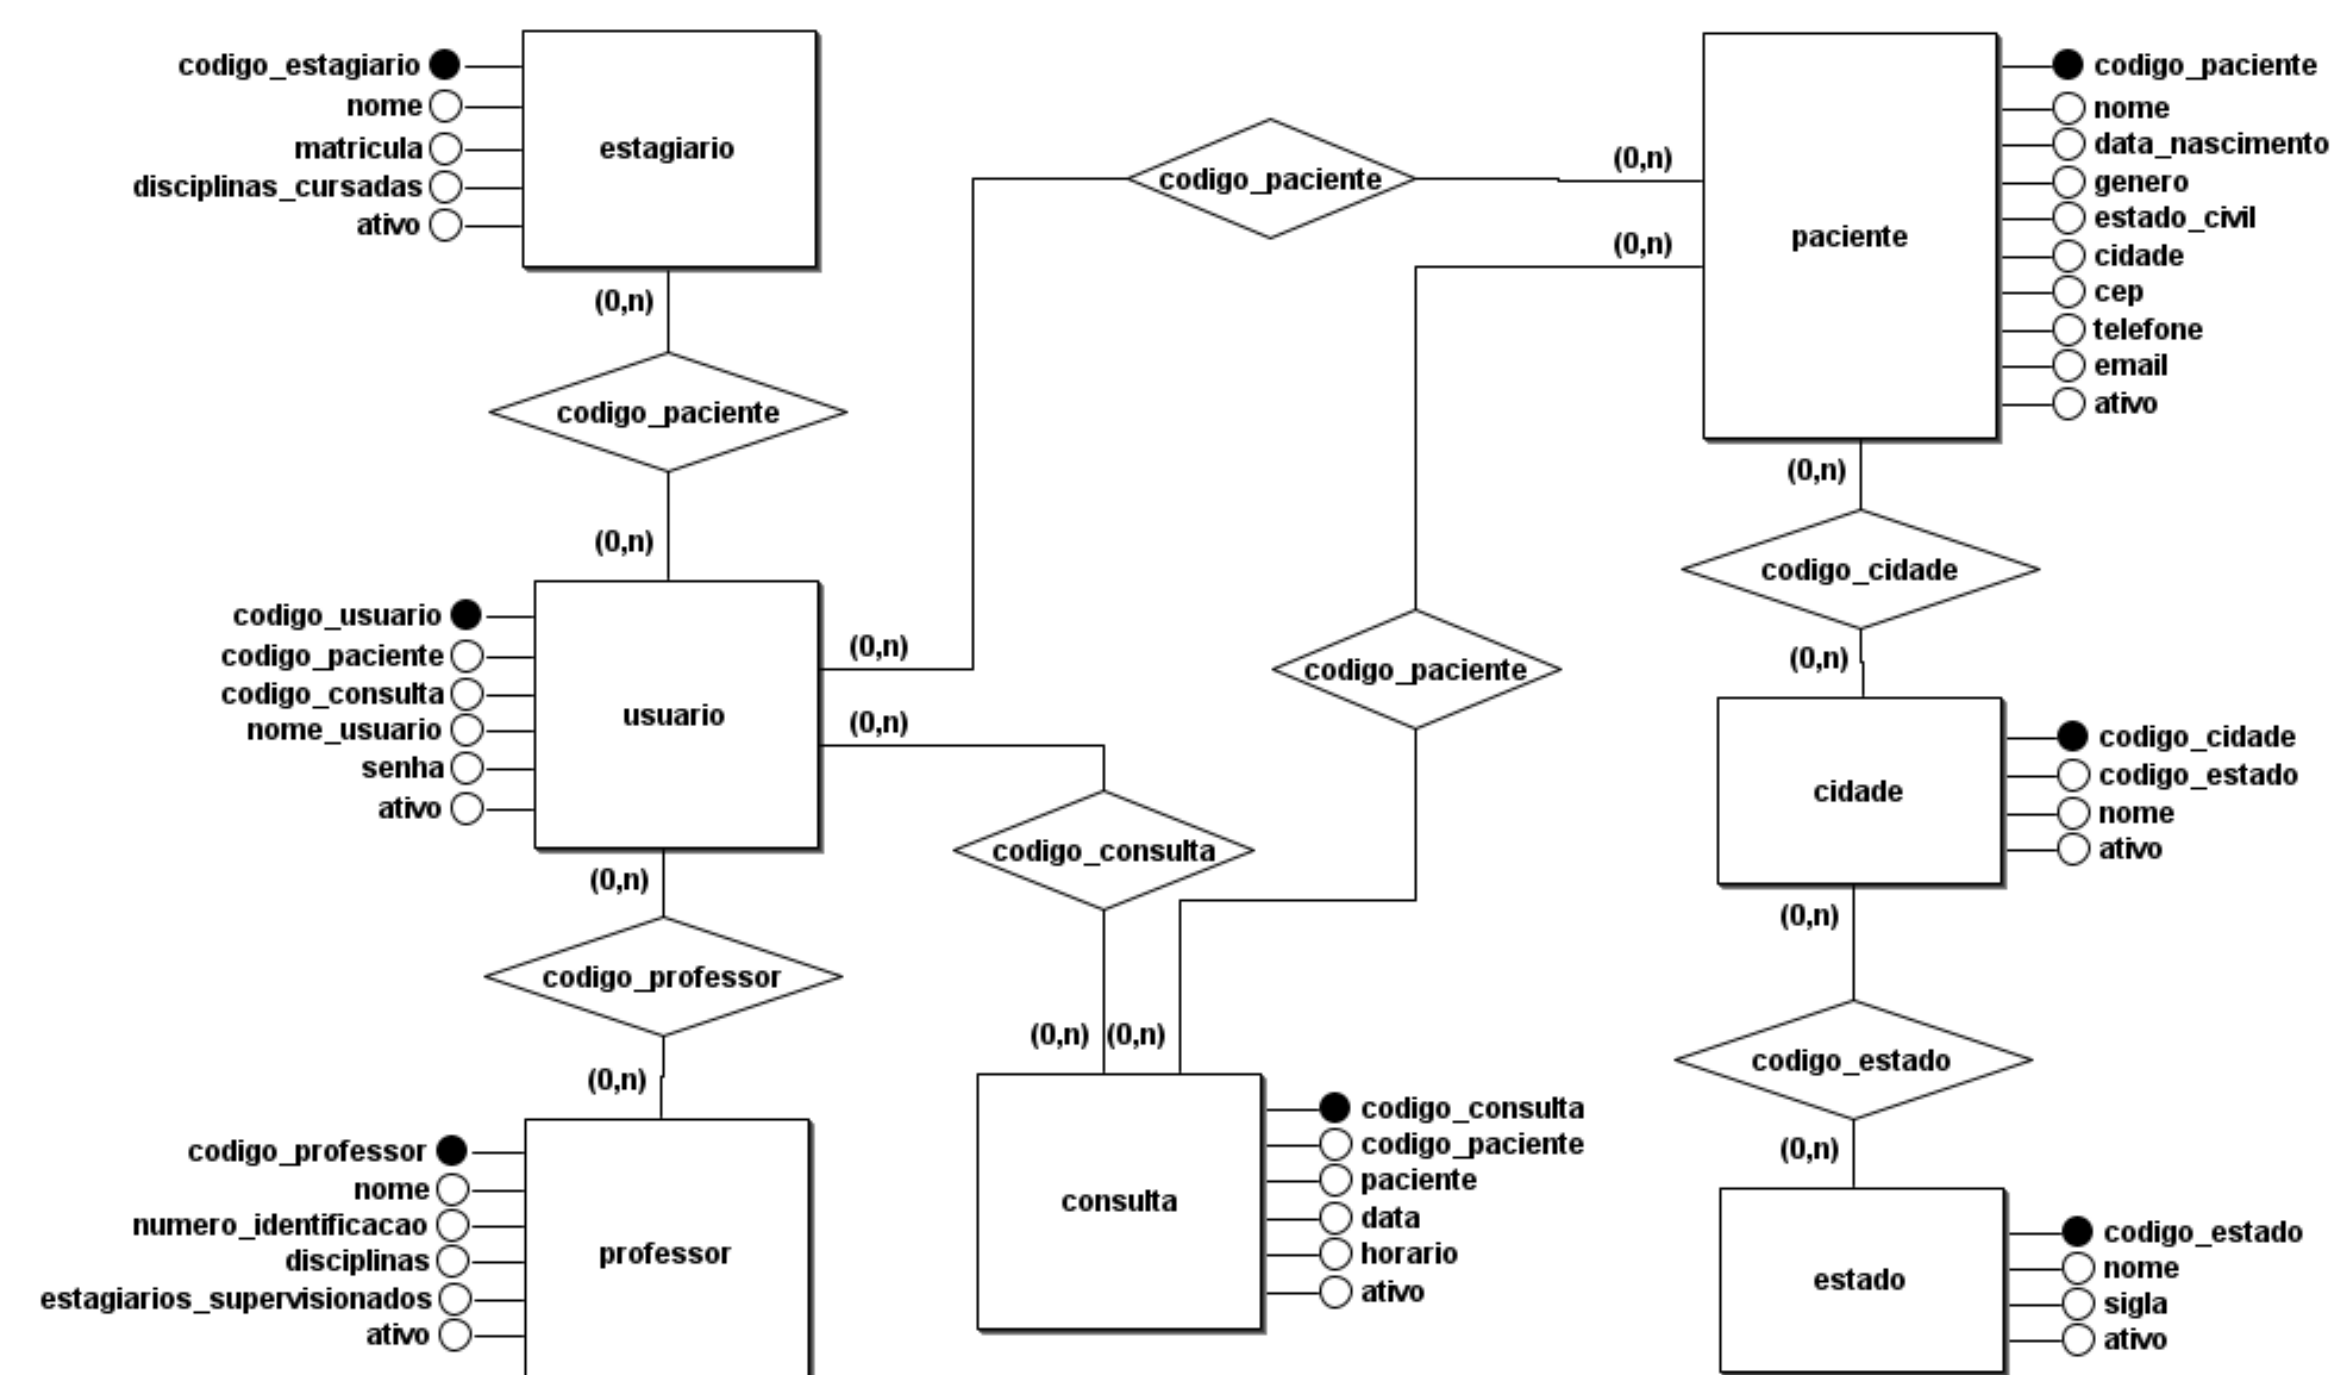 codigo_estagiario
nome
matricula
disciplinas_cursadas
ativo
estagiario
(0,n)
codigo_paciente
(0,n)
codigo_usuario
codigo_paciente
codigo_consulta
nome_usuario
senha
ativo
usuario
(0,n)
(0,n)
(0,n)
codigo_professor
(0,n)
codigo_professor
nome
numero_identificacao
disciplinas
estagiarios_supervisionados
ativo
professor
codigo_paciente
(0,n)
(0,n)
codigo_paciente
codigo_consulta
(0,n)
(0,n)
consulta
codigo_consulta
codigo_paciente
paciente
data
horario
ativo
paciente
codigo_paciente
nome
data_nascimento
genero
estado_civil
cidade
cep
telefone
email
ativo
(0,n)
codigo_cidade
(0,n)
cidade
codigo_cidade
codigo_estado
nome
ativo
(0,n)
codigo_estado
(0,n)
estado
codigo_estado
nome
sigla
ativo